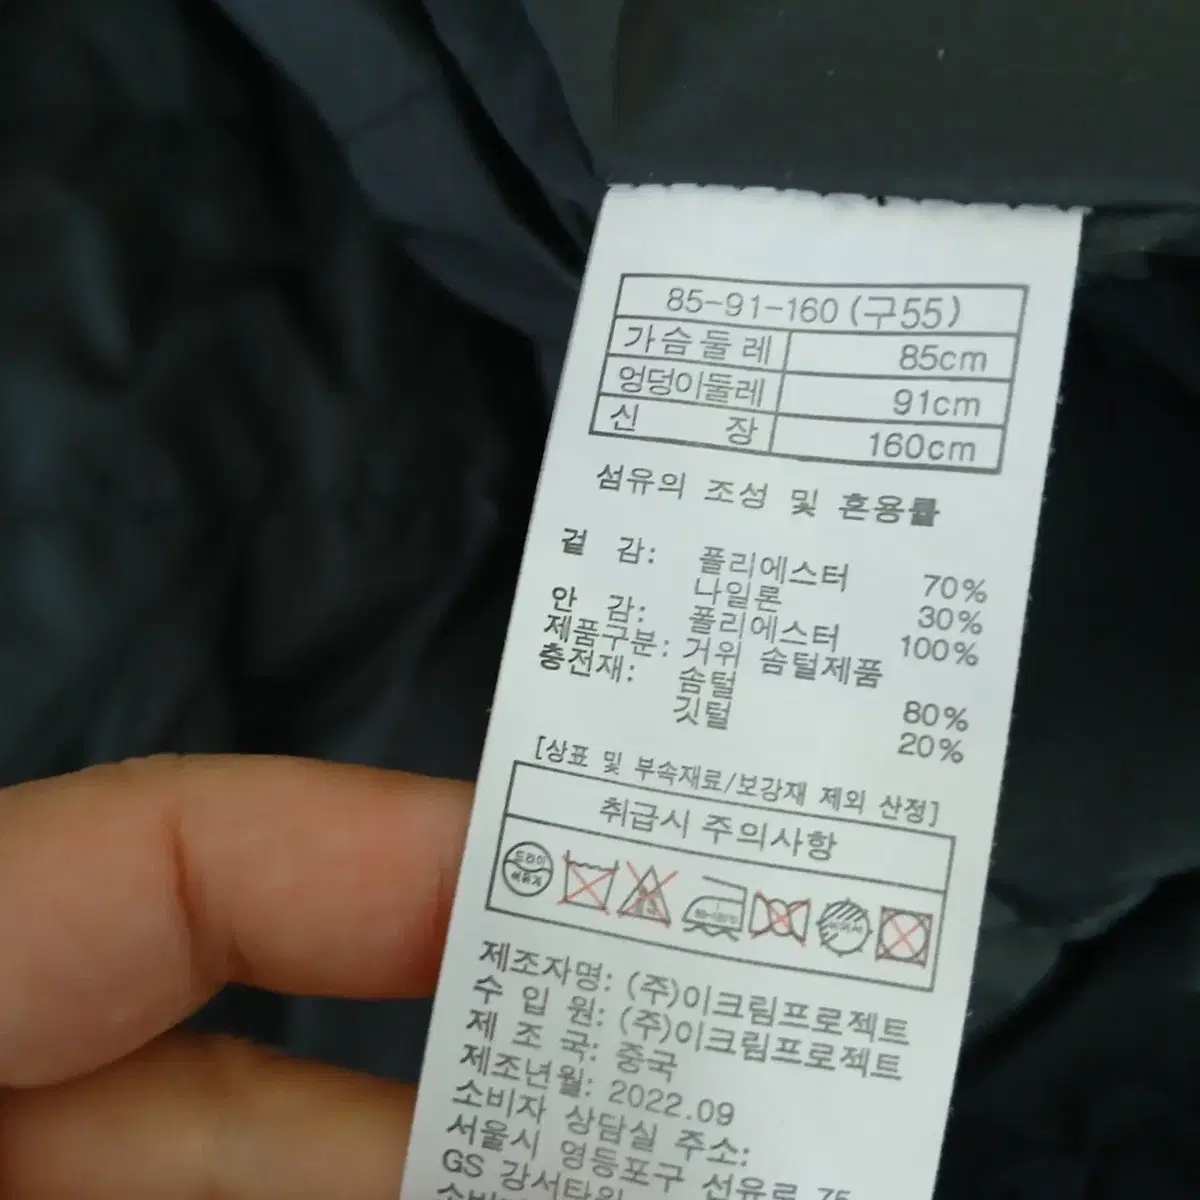 85-91-160 (구55)
가슴둘레 85cm
엉덩이둘레 91cm
신 장 160cm
섬유의 조성 및 혼용률
겉 감: 폴리에스터 70%
나일론 30%
안 감: 폴리에스터 100%
제품구분: 거위 솜털제품
충전재: 솜털 80%
깃털 20%
[상표 및 부속재료/보강재 제외 산정]
취급시 주의사항
드라이
제조자명: (주)이크림프로젝트
수 입 원: (주)이크림프로젝트
제 조 국: 중국
제조년월: 2022.09
소비자 상담실 주소:
서울시 영등포구 선유로 75
GS 강서타워